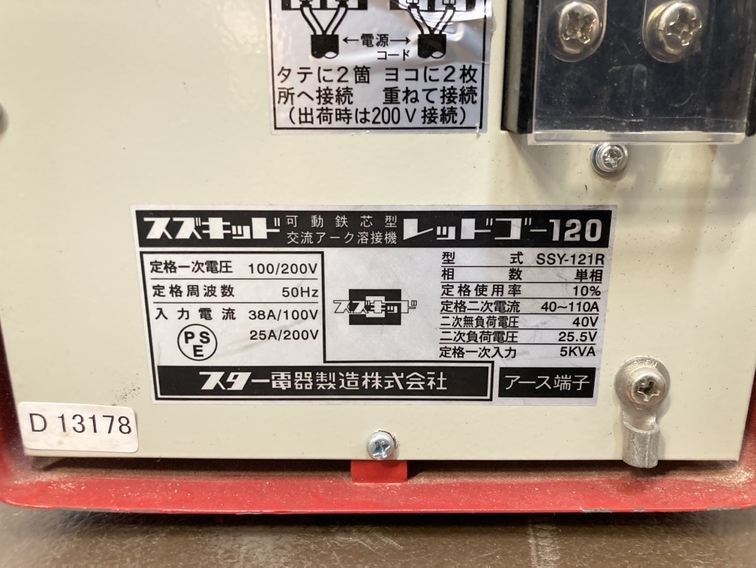 ←電源→
コード
タテに2箇 ヨコに2枚
所へ接続 重ねて接続
(出荷時は200V接続)
スズキッド 可動鉄芯型 交流アーク溶接機 レッドゴー120
定格一次電圧 100/200V
定格周波数 50Hz
入力電流 38A/100V
25A/200V
PSE
スズキッド
型式 SSY-121R
相数 単相
定格使用率 10%
定格二次電流 40~110A
二次無負荷電圧 40V
二次負荷電圧 25.5V
定格一次入力 5KVA
スター電器製造株式会社
アース端子
D 13178